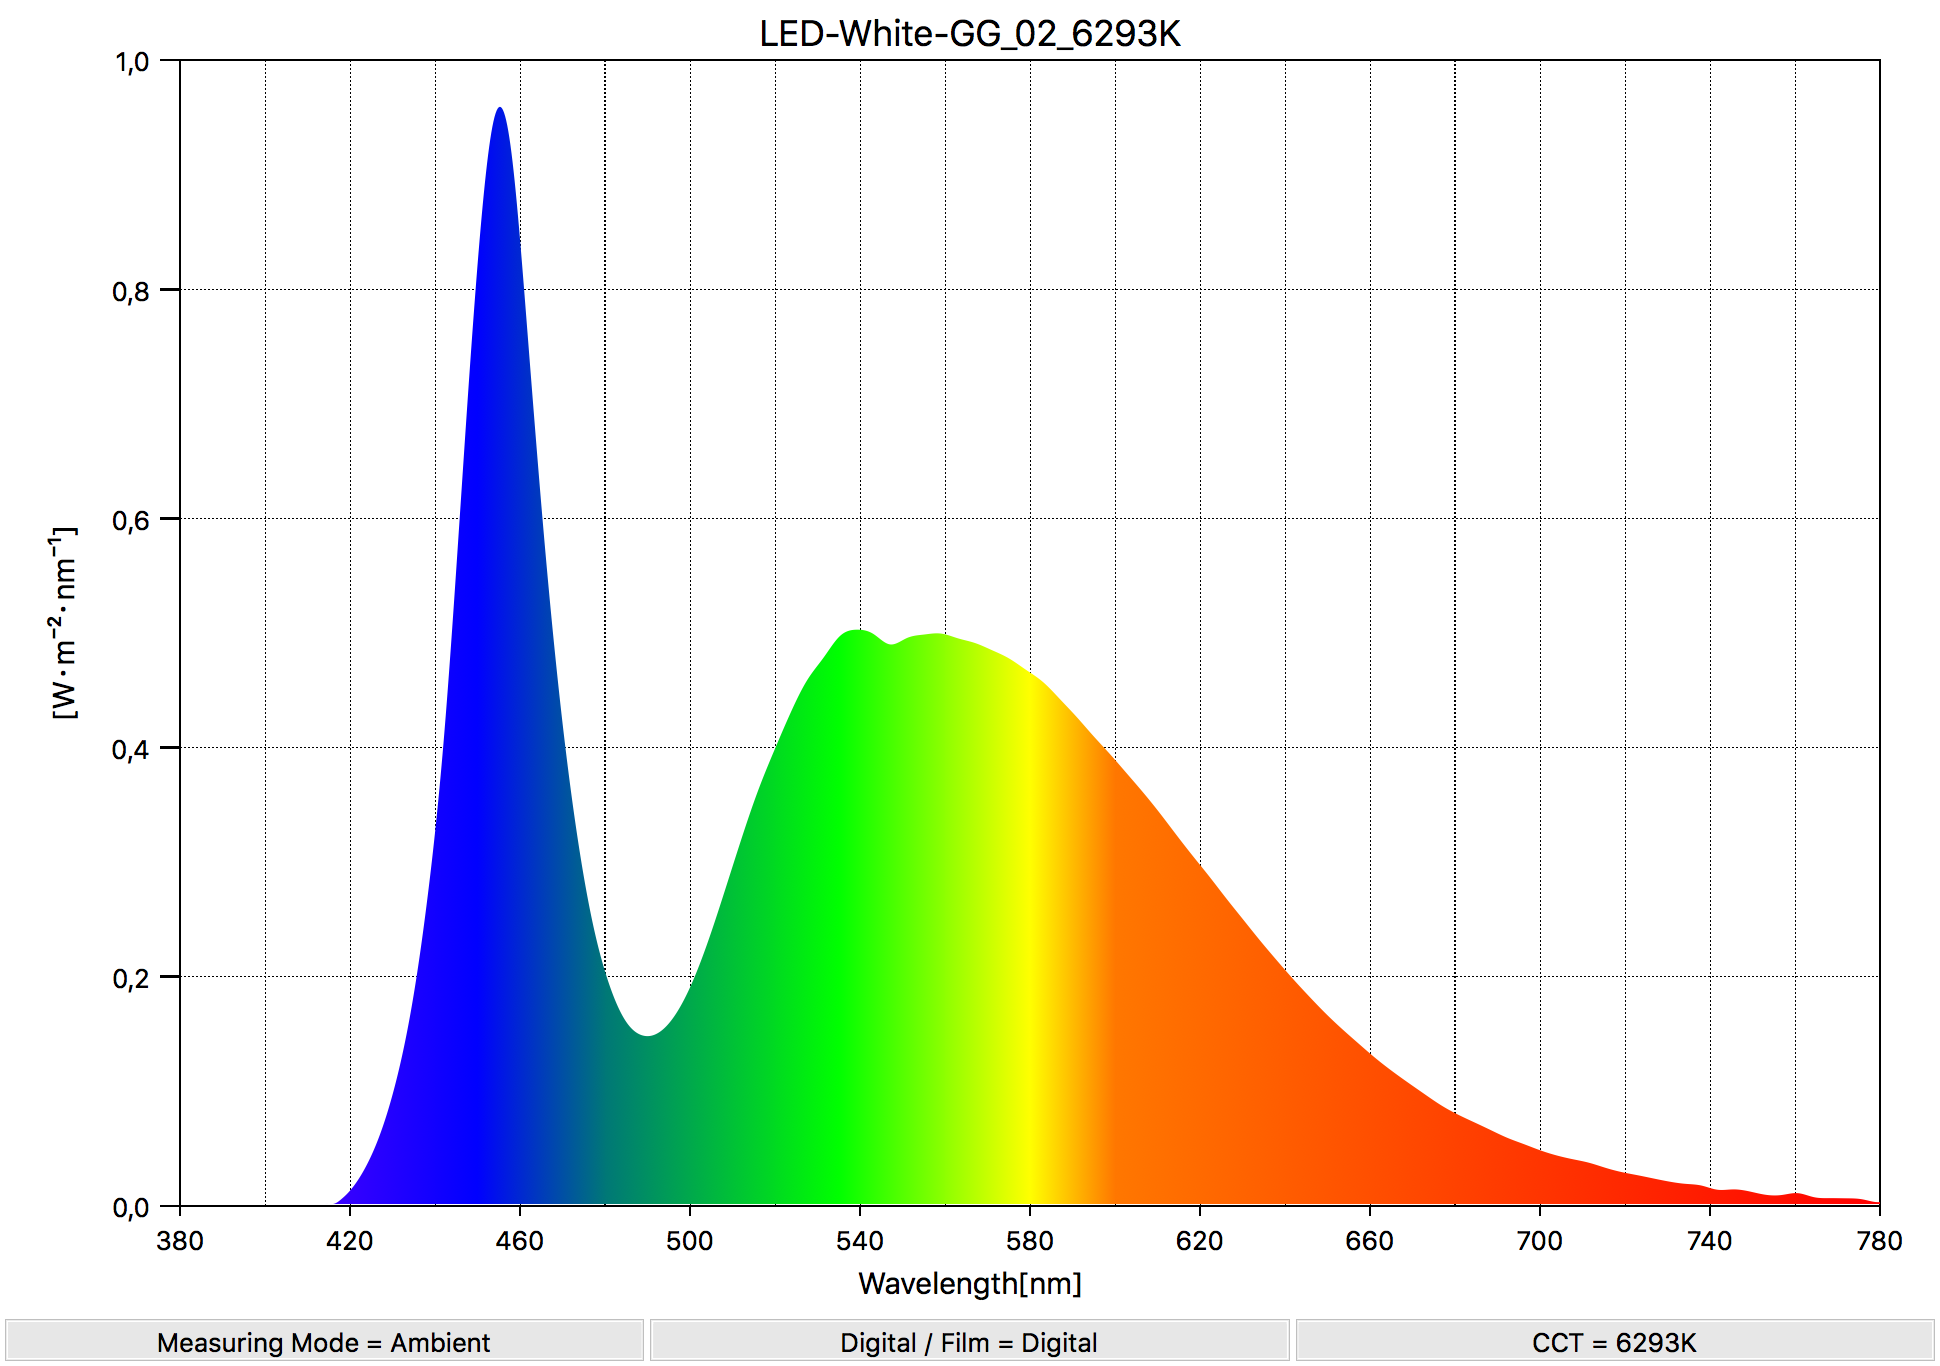 LED-White-GG_02_6293K
1,0
0,8
0,6
0,4
0,2
0,0
[W·m⁻²·nm⁻¹]
380 420 460 500 540 580 620 660 700 740 780
Wavelength[nm]
Measuring Mode = Ambient
Digital / Film = Digital
CCT = 6293K